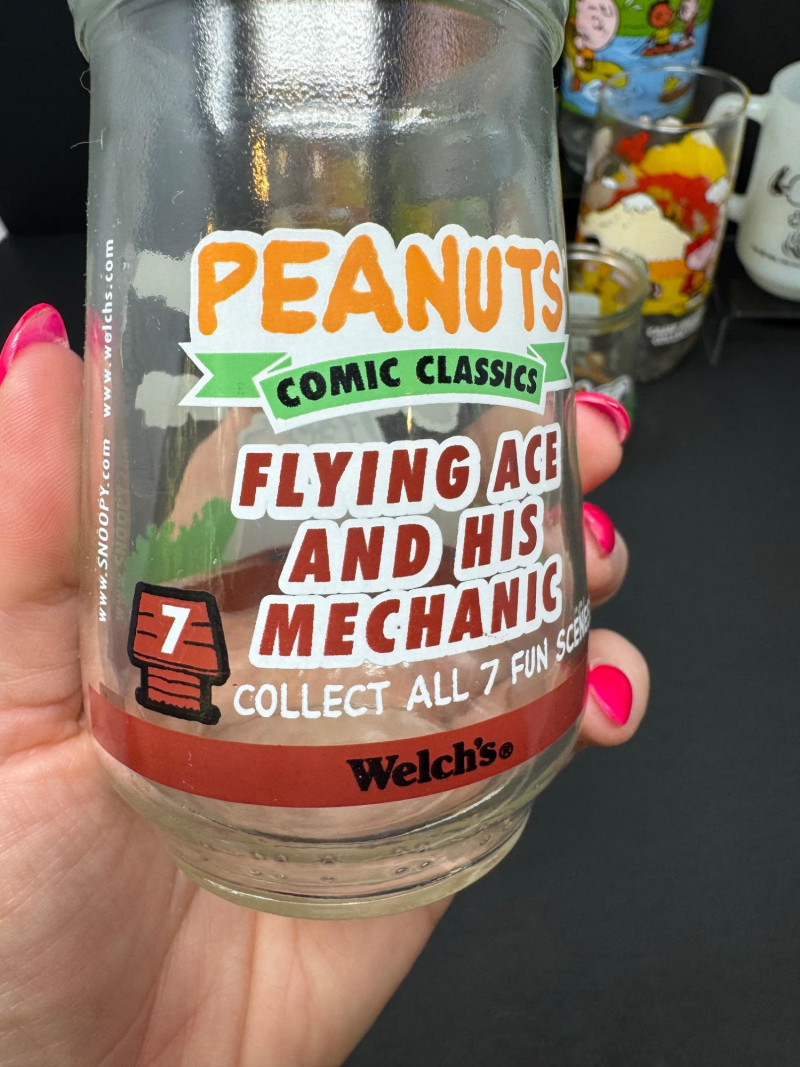 PEANUTS
COMIC CLASSICS
FLYING ACE
AND HIS
MECHANIC
7
COLLECT ALL 7 FUN SCENES
Welch's®
www.SNOOPY.com www.welchs.com